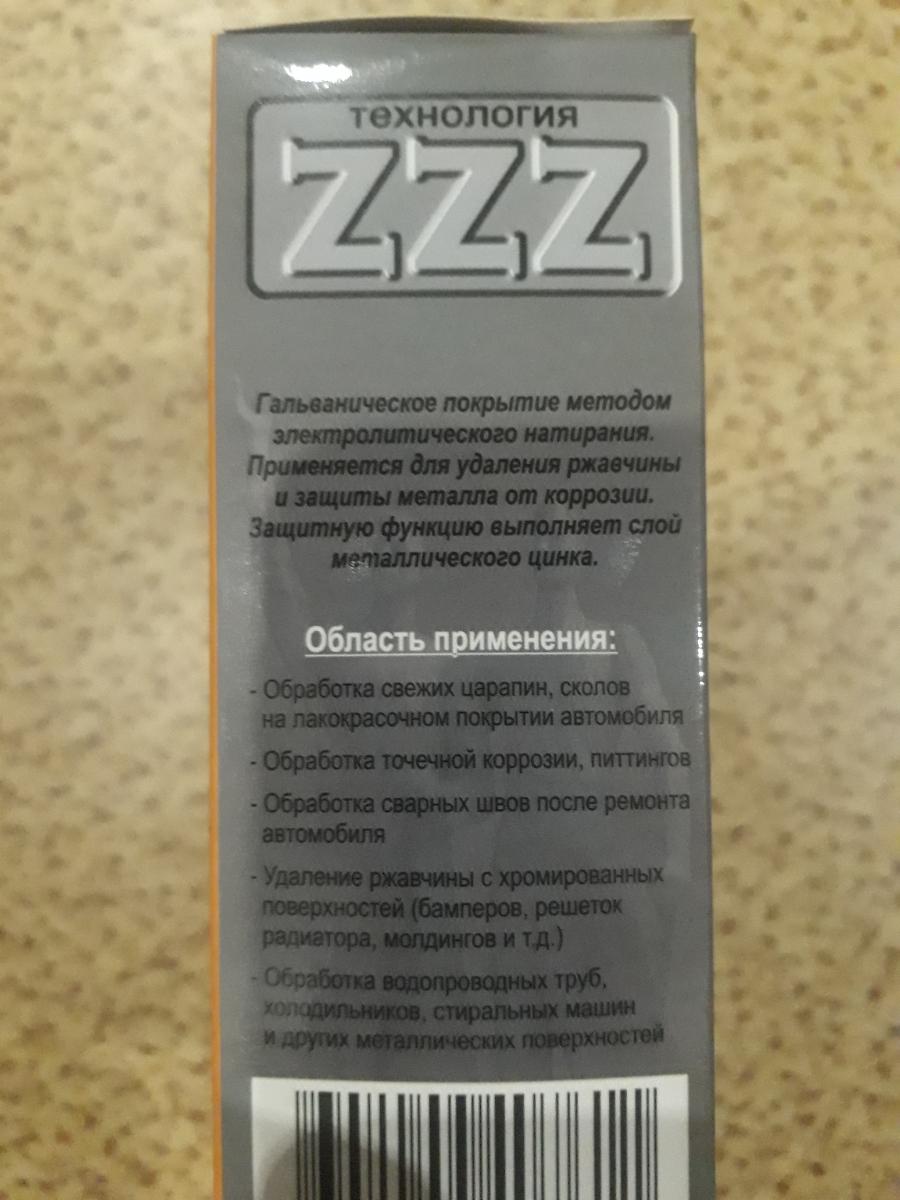 технология
ZZZ
Гальваническое покрытие методом
электролитического натирания.
Применяется для удаления ржавчины
и защиты металла от коррозии.
Защитную функцию выполняет слой
металлического цинка.
Область применения:
- Обработка свежих царапин, сколов
на лакокрасочном покрытии автомобиля
- Обработка точечной коррозии, питтингов
- Обработка сварных швов после ремонта
автомобиля
- Удаление ржавчины с хромированных
поверхностей (бамперов, решеток
радиатора, молдингов и т.д.)
- Обработка водопроводных труб,
холодильников, стиральных машин
и других металлических поверхностей